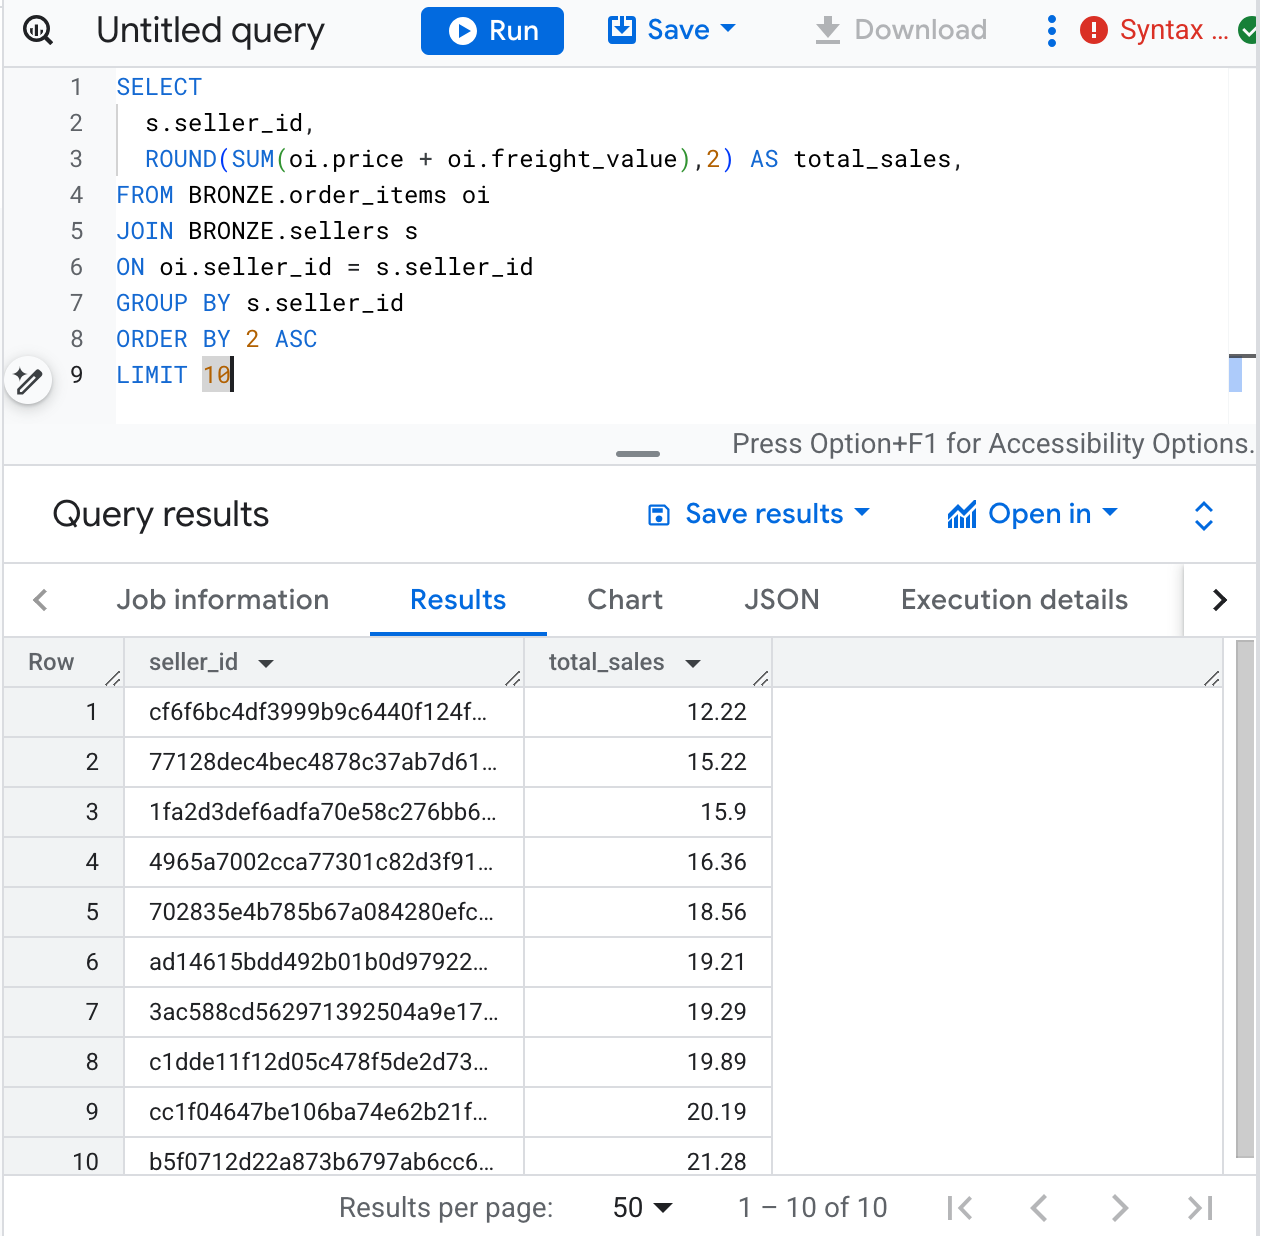 Untitled query Run Save Download Syntax ...
1 SELECT
2 s.seller_id,
3 ROUND(SUM(oi.price + oi.freight_value),2) AS total_sales,
4 FROM BRONZE.order_items oi
5 JOIN BRONZE.sellers s
6 ON oi.seller_id = s.seller_id
7 GROUP BY s.seller_id
8 ORDER BY 2 ASC
9 LIMIT 10
Press Option+F1 for Accessibility Options.
Query results Save results Open in
Job information Results Chart JSON Execution details
Row seller_id total_sales
1 cf6f6bc4df3999b9c6440f124f... 12.22
2 77128dec4bec4878c37ab7d61... 15.22
3 1fa2d3def6adfa70e58c276bb6... 15.9
4 4965a7002cca77301c82d3f91... 16.36
5 702835e4b785b67a084280efc... 18.56
6 ad14615bdd492b01b0d97922... 19.21
7 3ac588cd562971392504a9e17... 19.29
8 c1dde11f12d05c478f5de2d73... 19.89
9 cc1f04647be106ba74e62b21f... 20.19
10 b5f0712d22a873b6797ab6cc6... 21.28
Results per page: 50 1 – 10 of 10